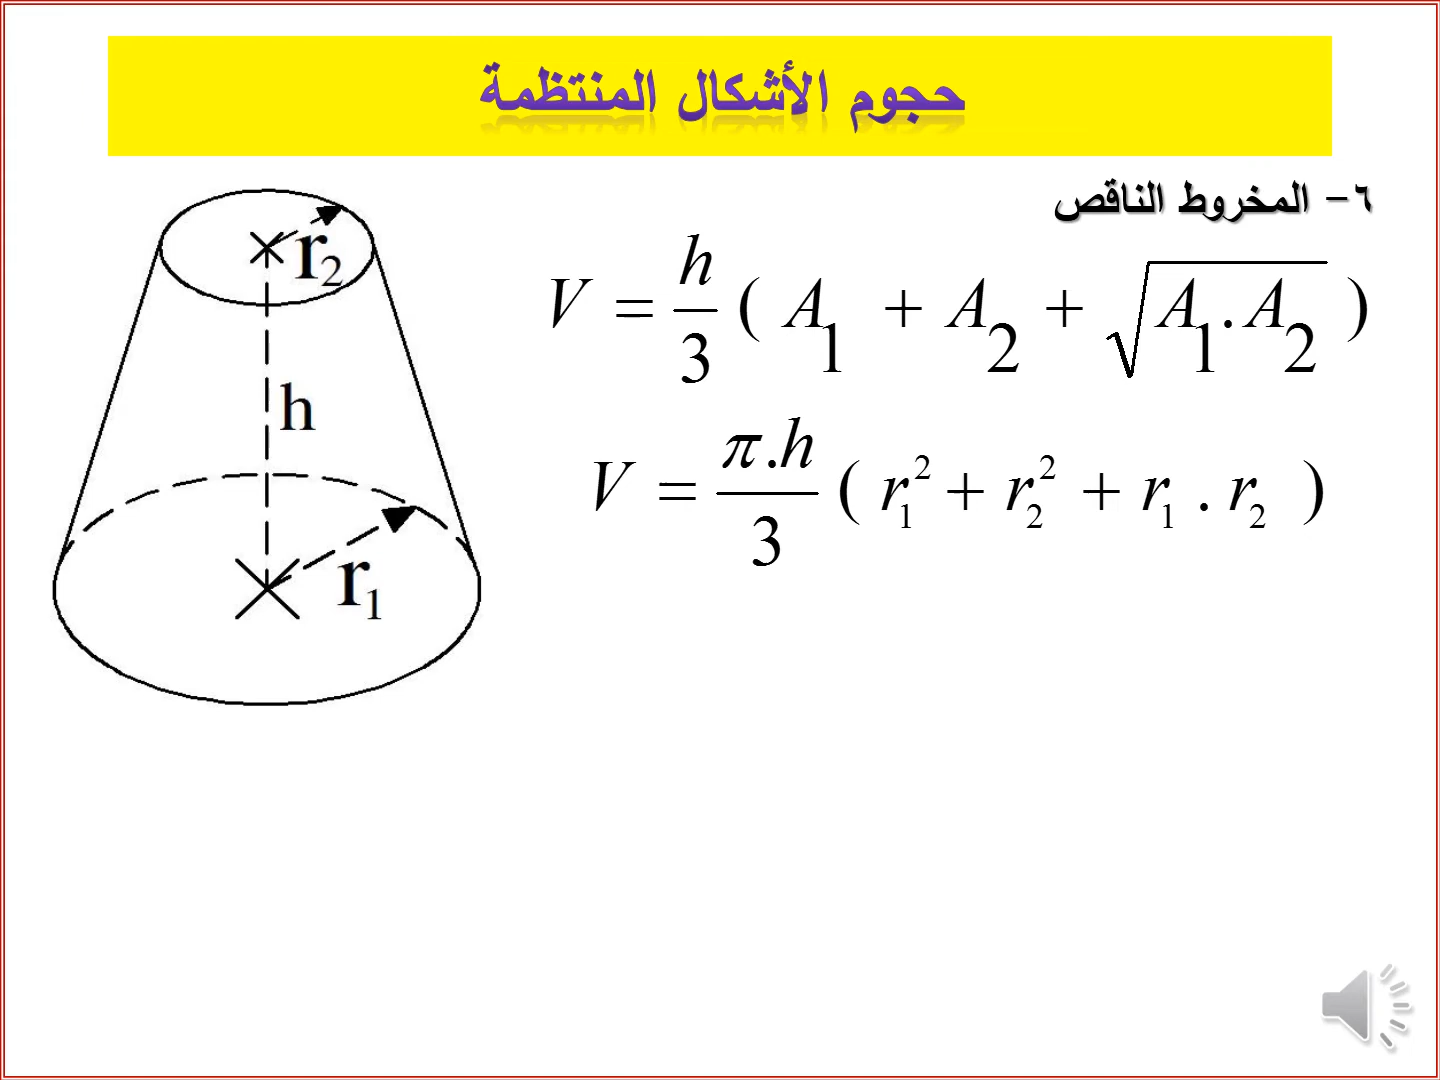 حجوم الأشكال المنتظمة
٦- المخروط الناقص
V = h/3 ( A₁ + A₂ + √(A₁.A₂) )
V = π.h/3 ( r₁² + r₂² + r₁ . r₂ )
r₂
h
r₁